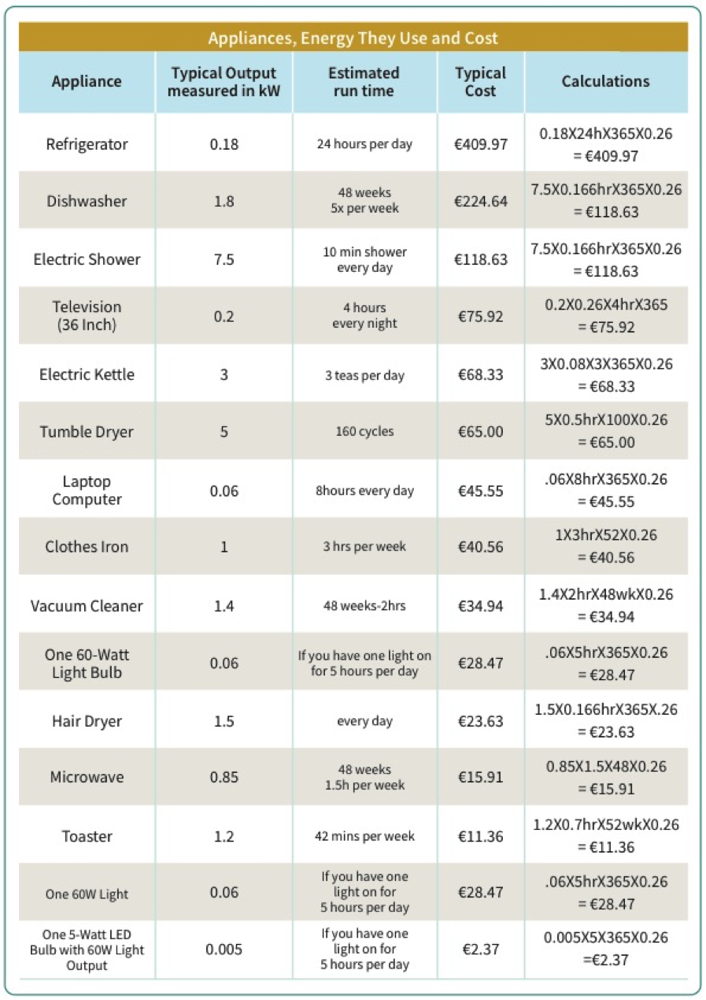 Appliances, Energy They Use and Cost
Appliance
Typical Output
measured in kW
Estimated
run time
Typical
Cost
Calculations
Refrigerator
0.18
24 hours per day
€409.97
0.18X24hX365X0.26
= €409.97
Dishwasher
1.8
48 weeks
5x per week
€224.64
7.5X0.166hrX365X0.26
= €118.63
Electric Shower
7.5
10 min shower
every day
€118.63
7.5X0.166hrX365X0.26
= €118.63
Television
(36 Inch)
0.2
4 hours
every night
€75.92
0.2X0.26X4hrX365
= €75.92
Electric Kettle
3
3 teas per day
€68.33
3X0.08X3X365X0.26
= €68.33
Tumble Dryer
5
160 cycles
€65.00
5X0.5hrX100X0.26
= €65.00
Laptop
Computer
0.06
8hours every day
€45.55
.06X8hrX365X0.26
= €45.55
Clothes Iron
1
3 hrs per week
€40.56
1X3hrX52X0.26
= €40.56
Vacuum Cleaner
1.4
48 weeks-2hrs
€34.94
1.4X2hrX48wkX0.26
= €34.94
One 60-Watt
Light Bulb
0.06
If you have one light on
for 5 hours per day
€28.47
.06X5hrX365X0.26
= €28.47
Hair Dryer
1.5
every day
€23.63
1.5X0.166hrX365X.26
= €23.63
Microwave
0.85
48 weeks
1.5h per week
€15.91
0.85X1.5X48X0.26
= €15.91
Toaster
1.2
42 mins per week
€11.36
1.2X0.7hrX52wkX0.26
= €11.36
One 60W Light
0.06
If you have one
light on for
5 hours per day
€28.47
.06X5hrX365X0.26
= €28.47
One 5-Watt LED
Bulb with 60W Light
Output
0.005
If you have one
light on for
5 hours per day
€2.37
0.005X5X365X0.26
=€2.37